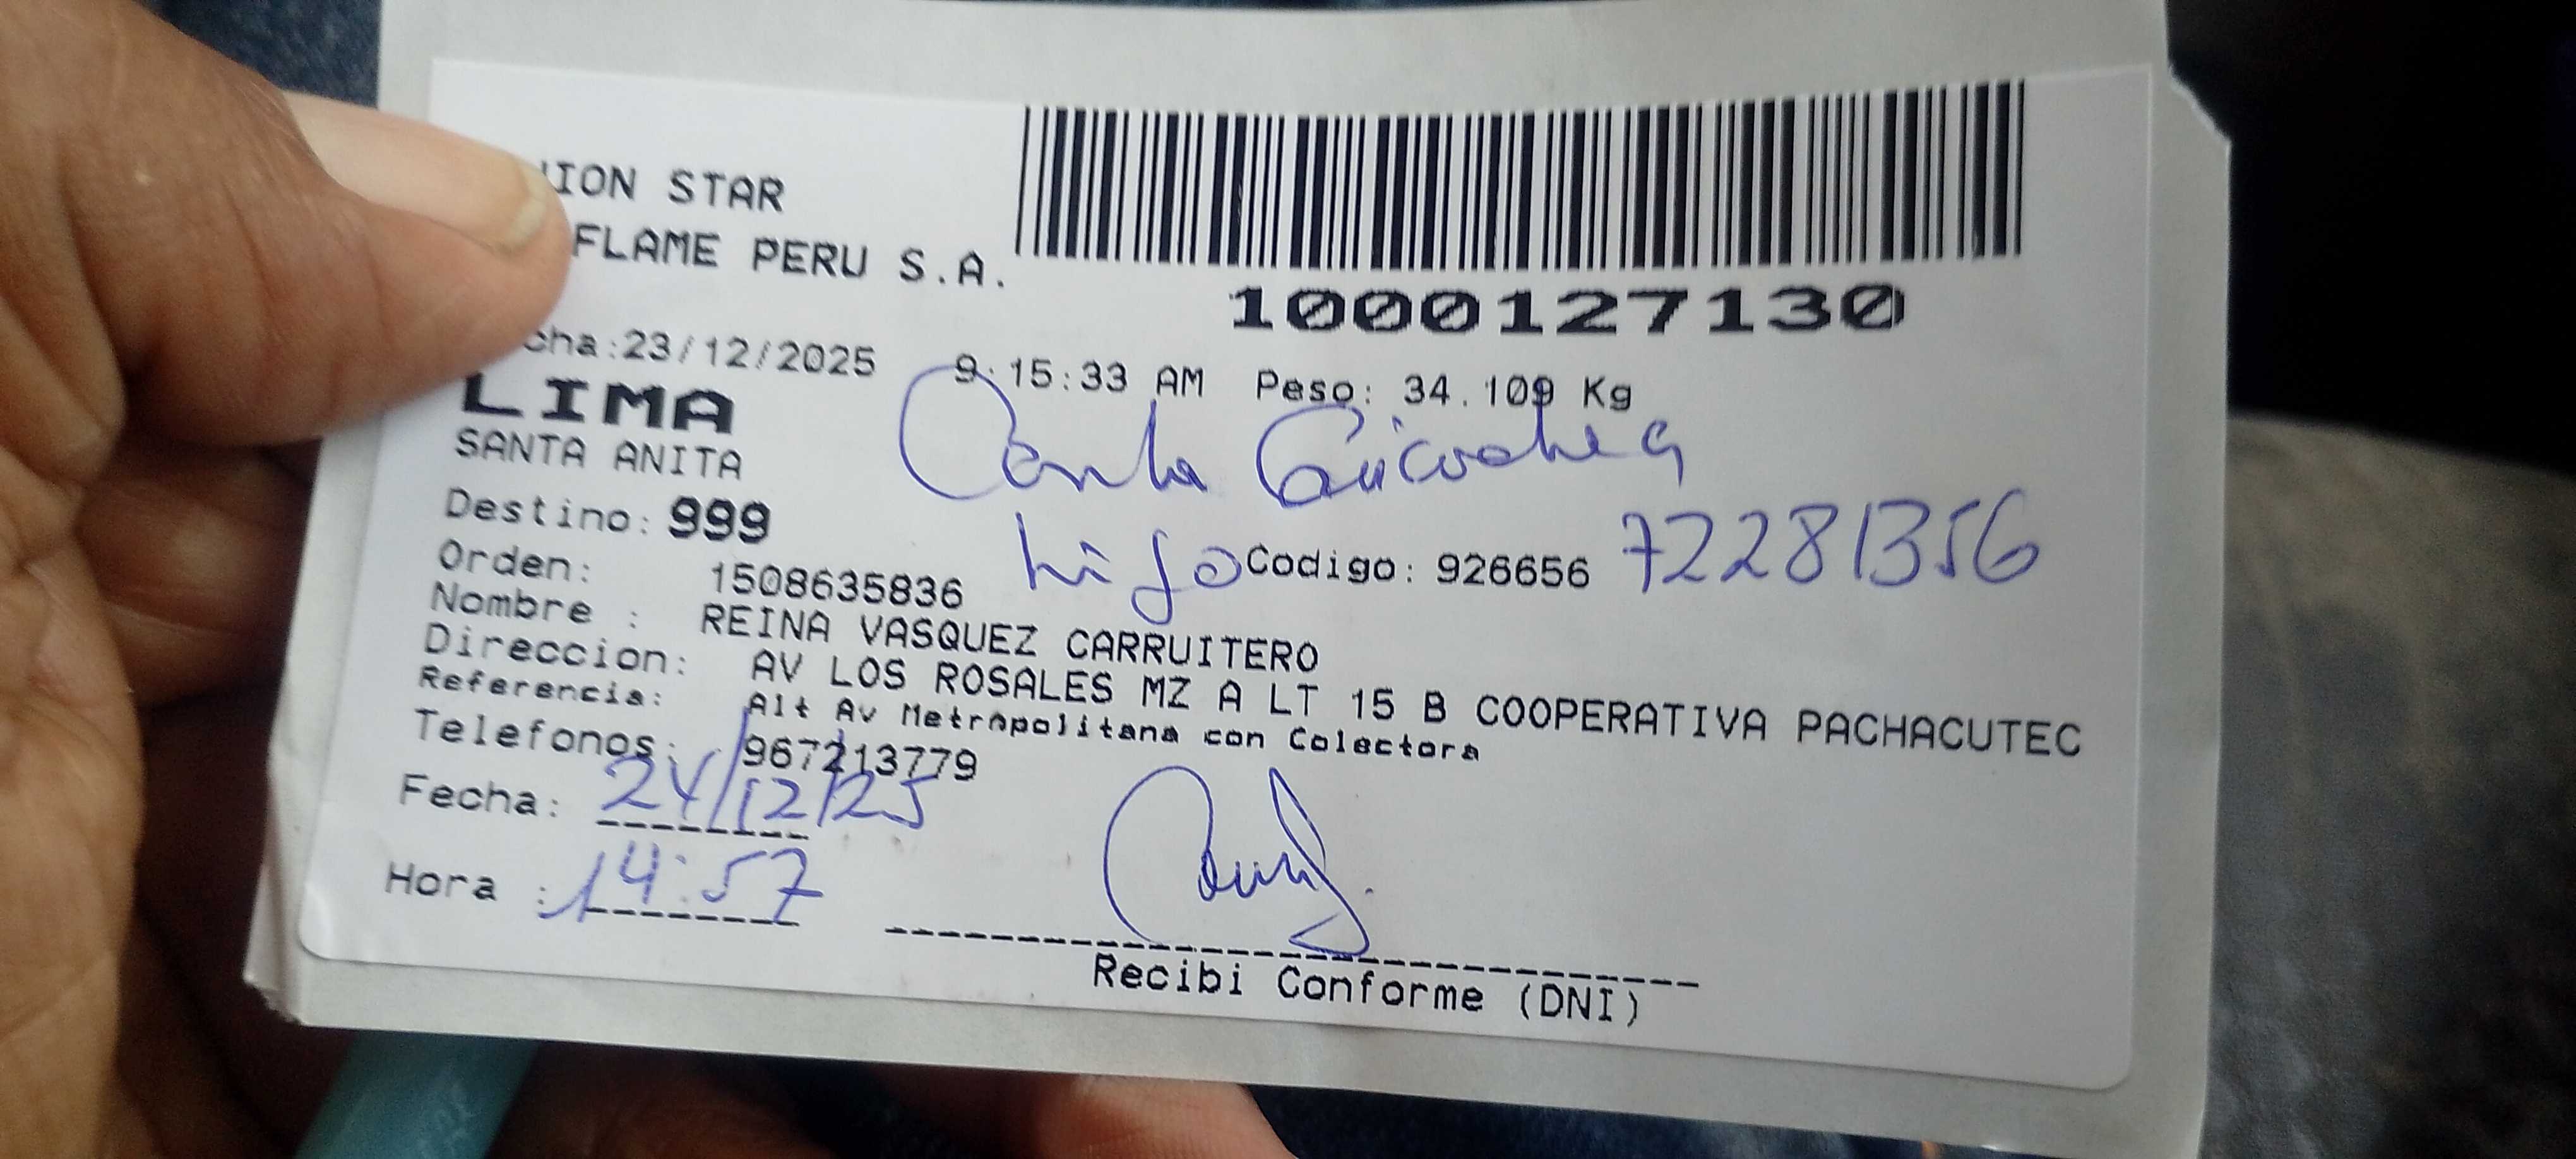 NION STAR
FLAME PERU S.A.
1000127130
cha:23/12/2025 9:15:33 AM Peso: 34.109 Kg
LIMA
SANTA ANITA
Destino: 999
hijo Codigo: 926656 72281356
Orden: 1508635836
Nombre : REINA VASQUEZ CARRUITERO
Direccion: AV LOS ROSALES MZ A LT 15 B COOPERATIVA PACHACUTEC
Referencia: Alt Av Metropolitana con Colectora
Telefonos: 967213779
Fecha: 24/12/25
Hora : 14:57
Recibi Conforme (DNI)